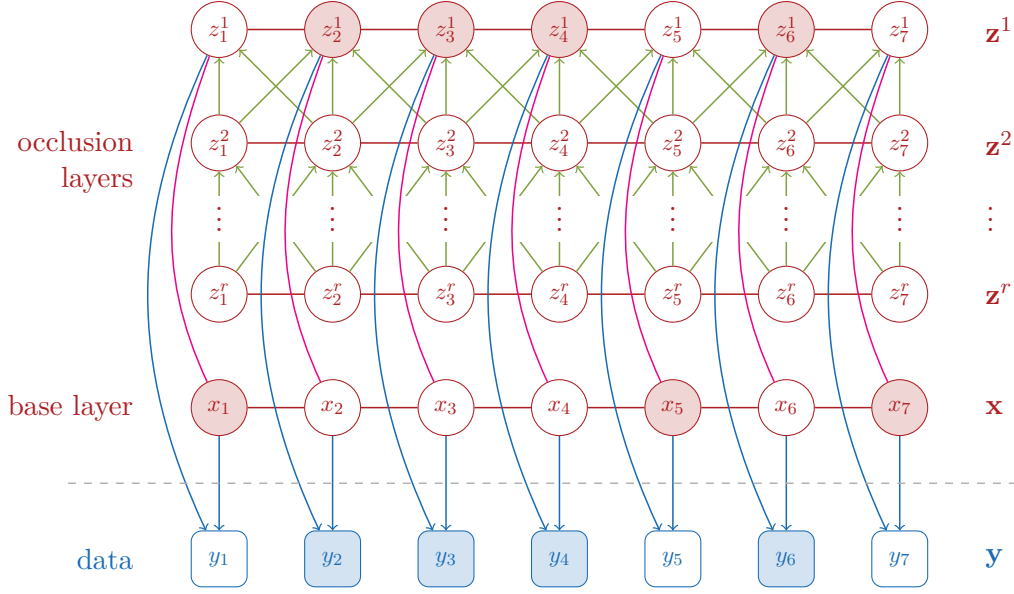 z_1^1 z_2^1 z_3^1 z_4^1 z_5^1 z_6^1 z_7^1 z^1
occlusion
layers
z_1^2 z_2^2 z_3^2 z_4^2 z_5^2 z_6^2 z_7^2 z^2
⋮ ⋮ ⋮ ⋮ ⋮ ⋮ ⋮ ⋮
z_1^r z_2^r z_3^r z_4^r z_5^r z_6^r z_7^r z^r
base layer x_1 x_2 x_3 x_4 x_5 x_6 x_7 x
data y_1 y_2 y_3 y_4 y_5 y_6 y_7 y